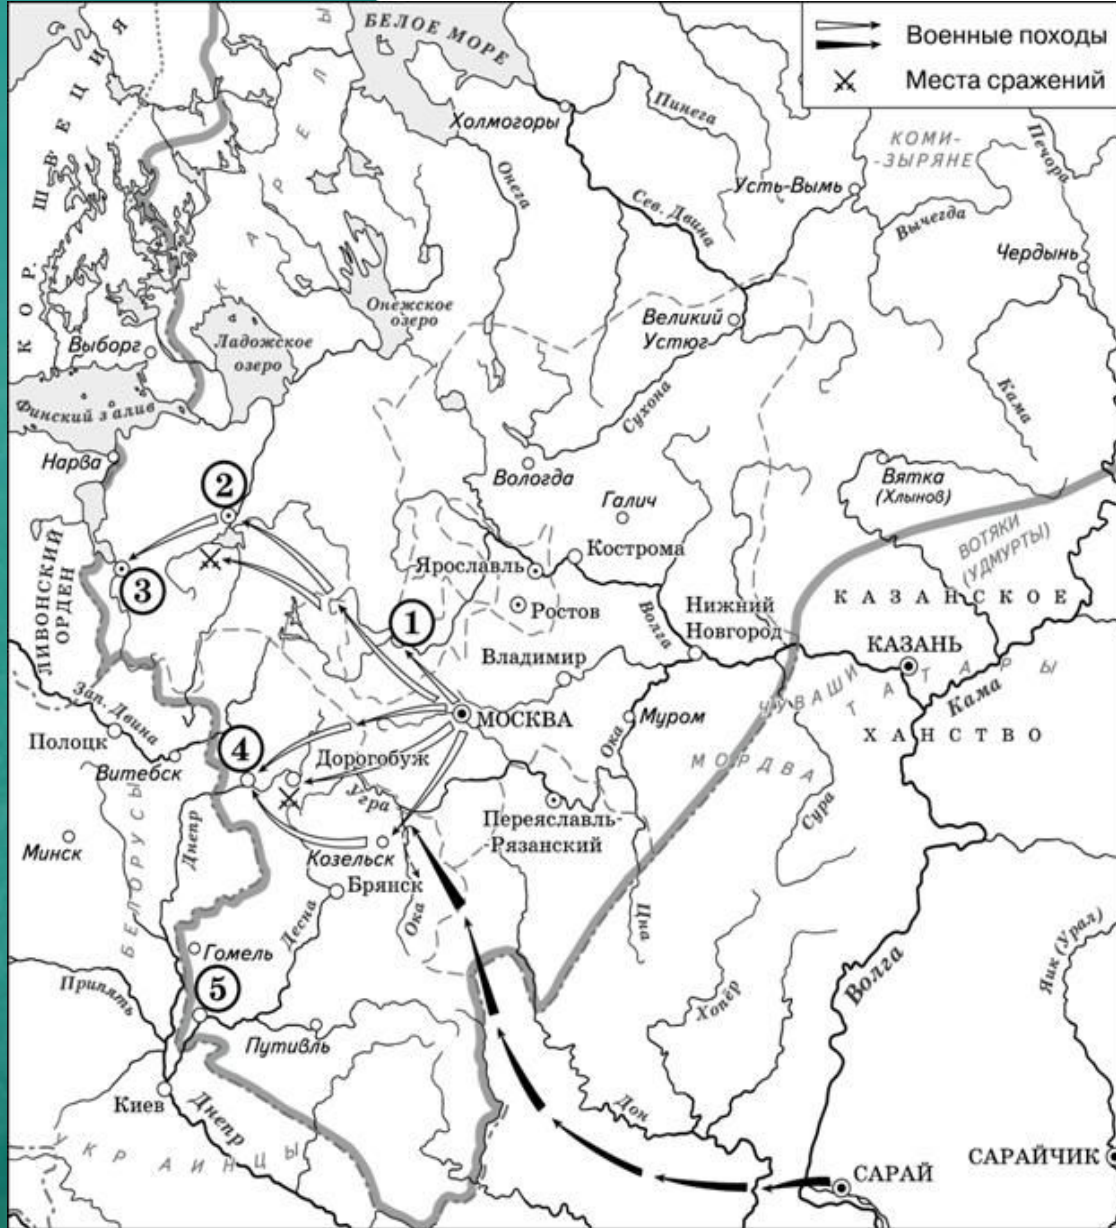 Военные походы
Места сражений
БЕЛОЕ МОРЕ
КОР. ШВЕЦИЯ
КАРЕЛЫ
Холмогоры
Пинега
КОМИ-
-ЗЫРЯНЕ
Печора
Онега
Усть-Вымь
Сев. Двина
Вычегда
Чердынь
Онежское
озеро
Ладожское
озеро
Выборг
Великий
Устюг
Финский залив
Сухона
Кама
Нарва
Вологда
Вятка
(Хлынов)
2
Галич
ЛИВОНСКИЙ
ОРДЕН
3
Ярославль
Кострома
ВОТЯКИ
(УДМУРТЫ)
Ростов
КАЗАНСКОЕ
1
Волга
Нижний
Новгород
КАЗАНЬ
Владимир
ЧУВАШИ
ТАТАРЫ
Кама
Зап. Двина
МОСКВА
Муром
Ока
ХАНСТВО
Полоцк
4
Дорогобуж
МОРДВА
Витебск
Угра
Переяславль-
Рязанский
Сура
Минск
БЕЛОРУСЫ
Днепр
Козельск
Брянск
Ока
Цна
Десна
Гомель
Волга
Яик (Урал)
Припять
5
Хопёр
Путивль
Киев
Днепр
Дон
УКРАИНЦЫ
САРАЙ
САРАЙЧИК